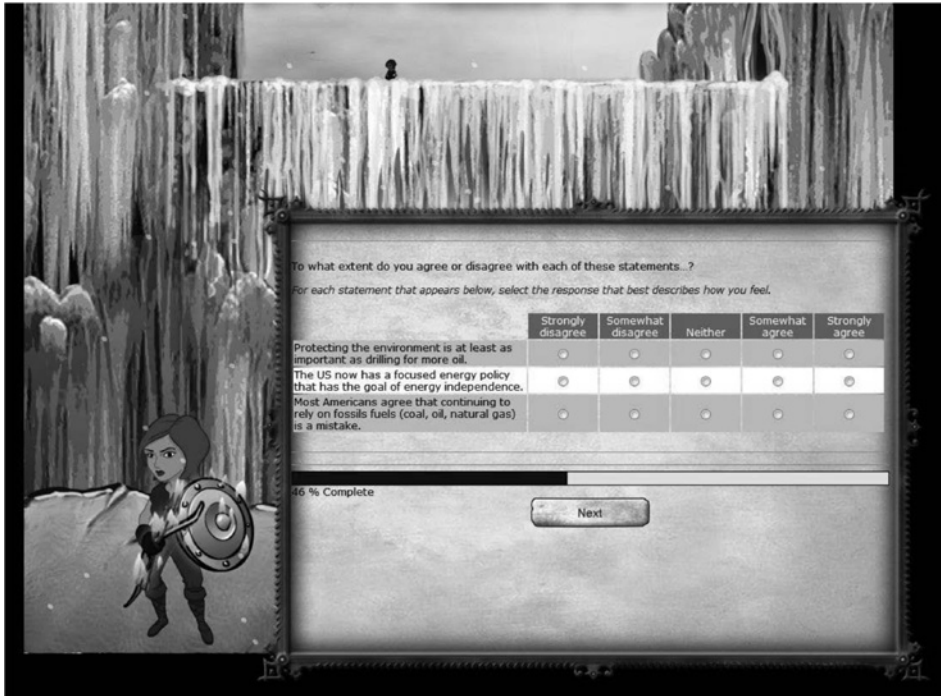 To what extent do you agree or disagree with each of these statements...?
For each statement that appears below, select the response that best describes how you feel.
Strongly disagree Somewhat disagree Neither Somewhat agree Strongly agree
Protecting the environment is at least as
important as drilling for more oil.
The US now has a focused energy policy
that has the goal of energy independence.
Most Americans agree that continuing to
rely on fossils fuels (coal, oil, natural gas)
is a mistake.
46 % Complete
Next